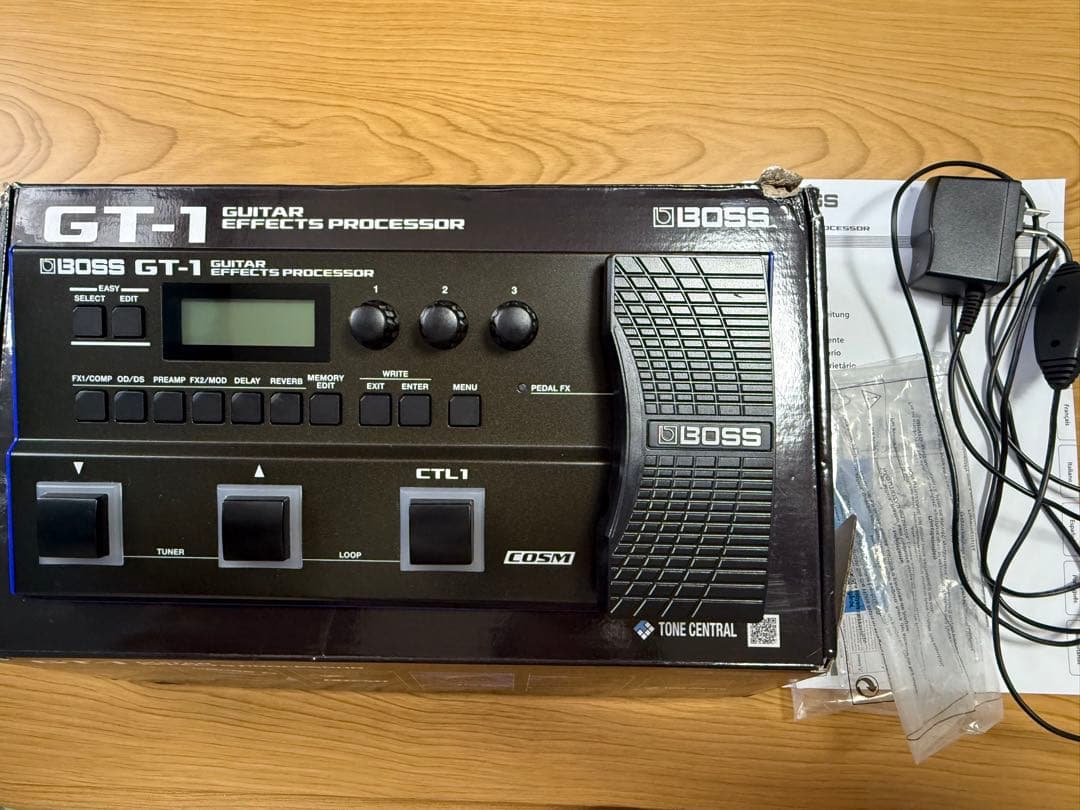 GT-1 GUITAR
EFFECTS PROCESSOR
BOSS
BOSS GT-1 GUITAR
EFFECTS PROCESSOR
EASY
SELECT EDIT
1 2 3
FX1/COMP OD/DS PREAMP FX2/MOD DELAY REVERB MEMORY
EDIT
WRITE
EXIT ENTER
MENU
PEDAL FX
BOSS
▼ ▲ CTL1
TUNER
LOOP
COSM
TONE CENTRAL
Français
Italiano